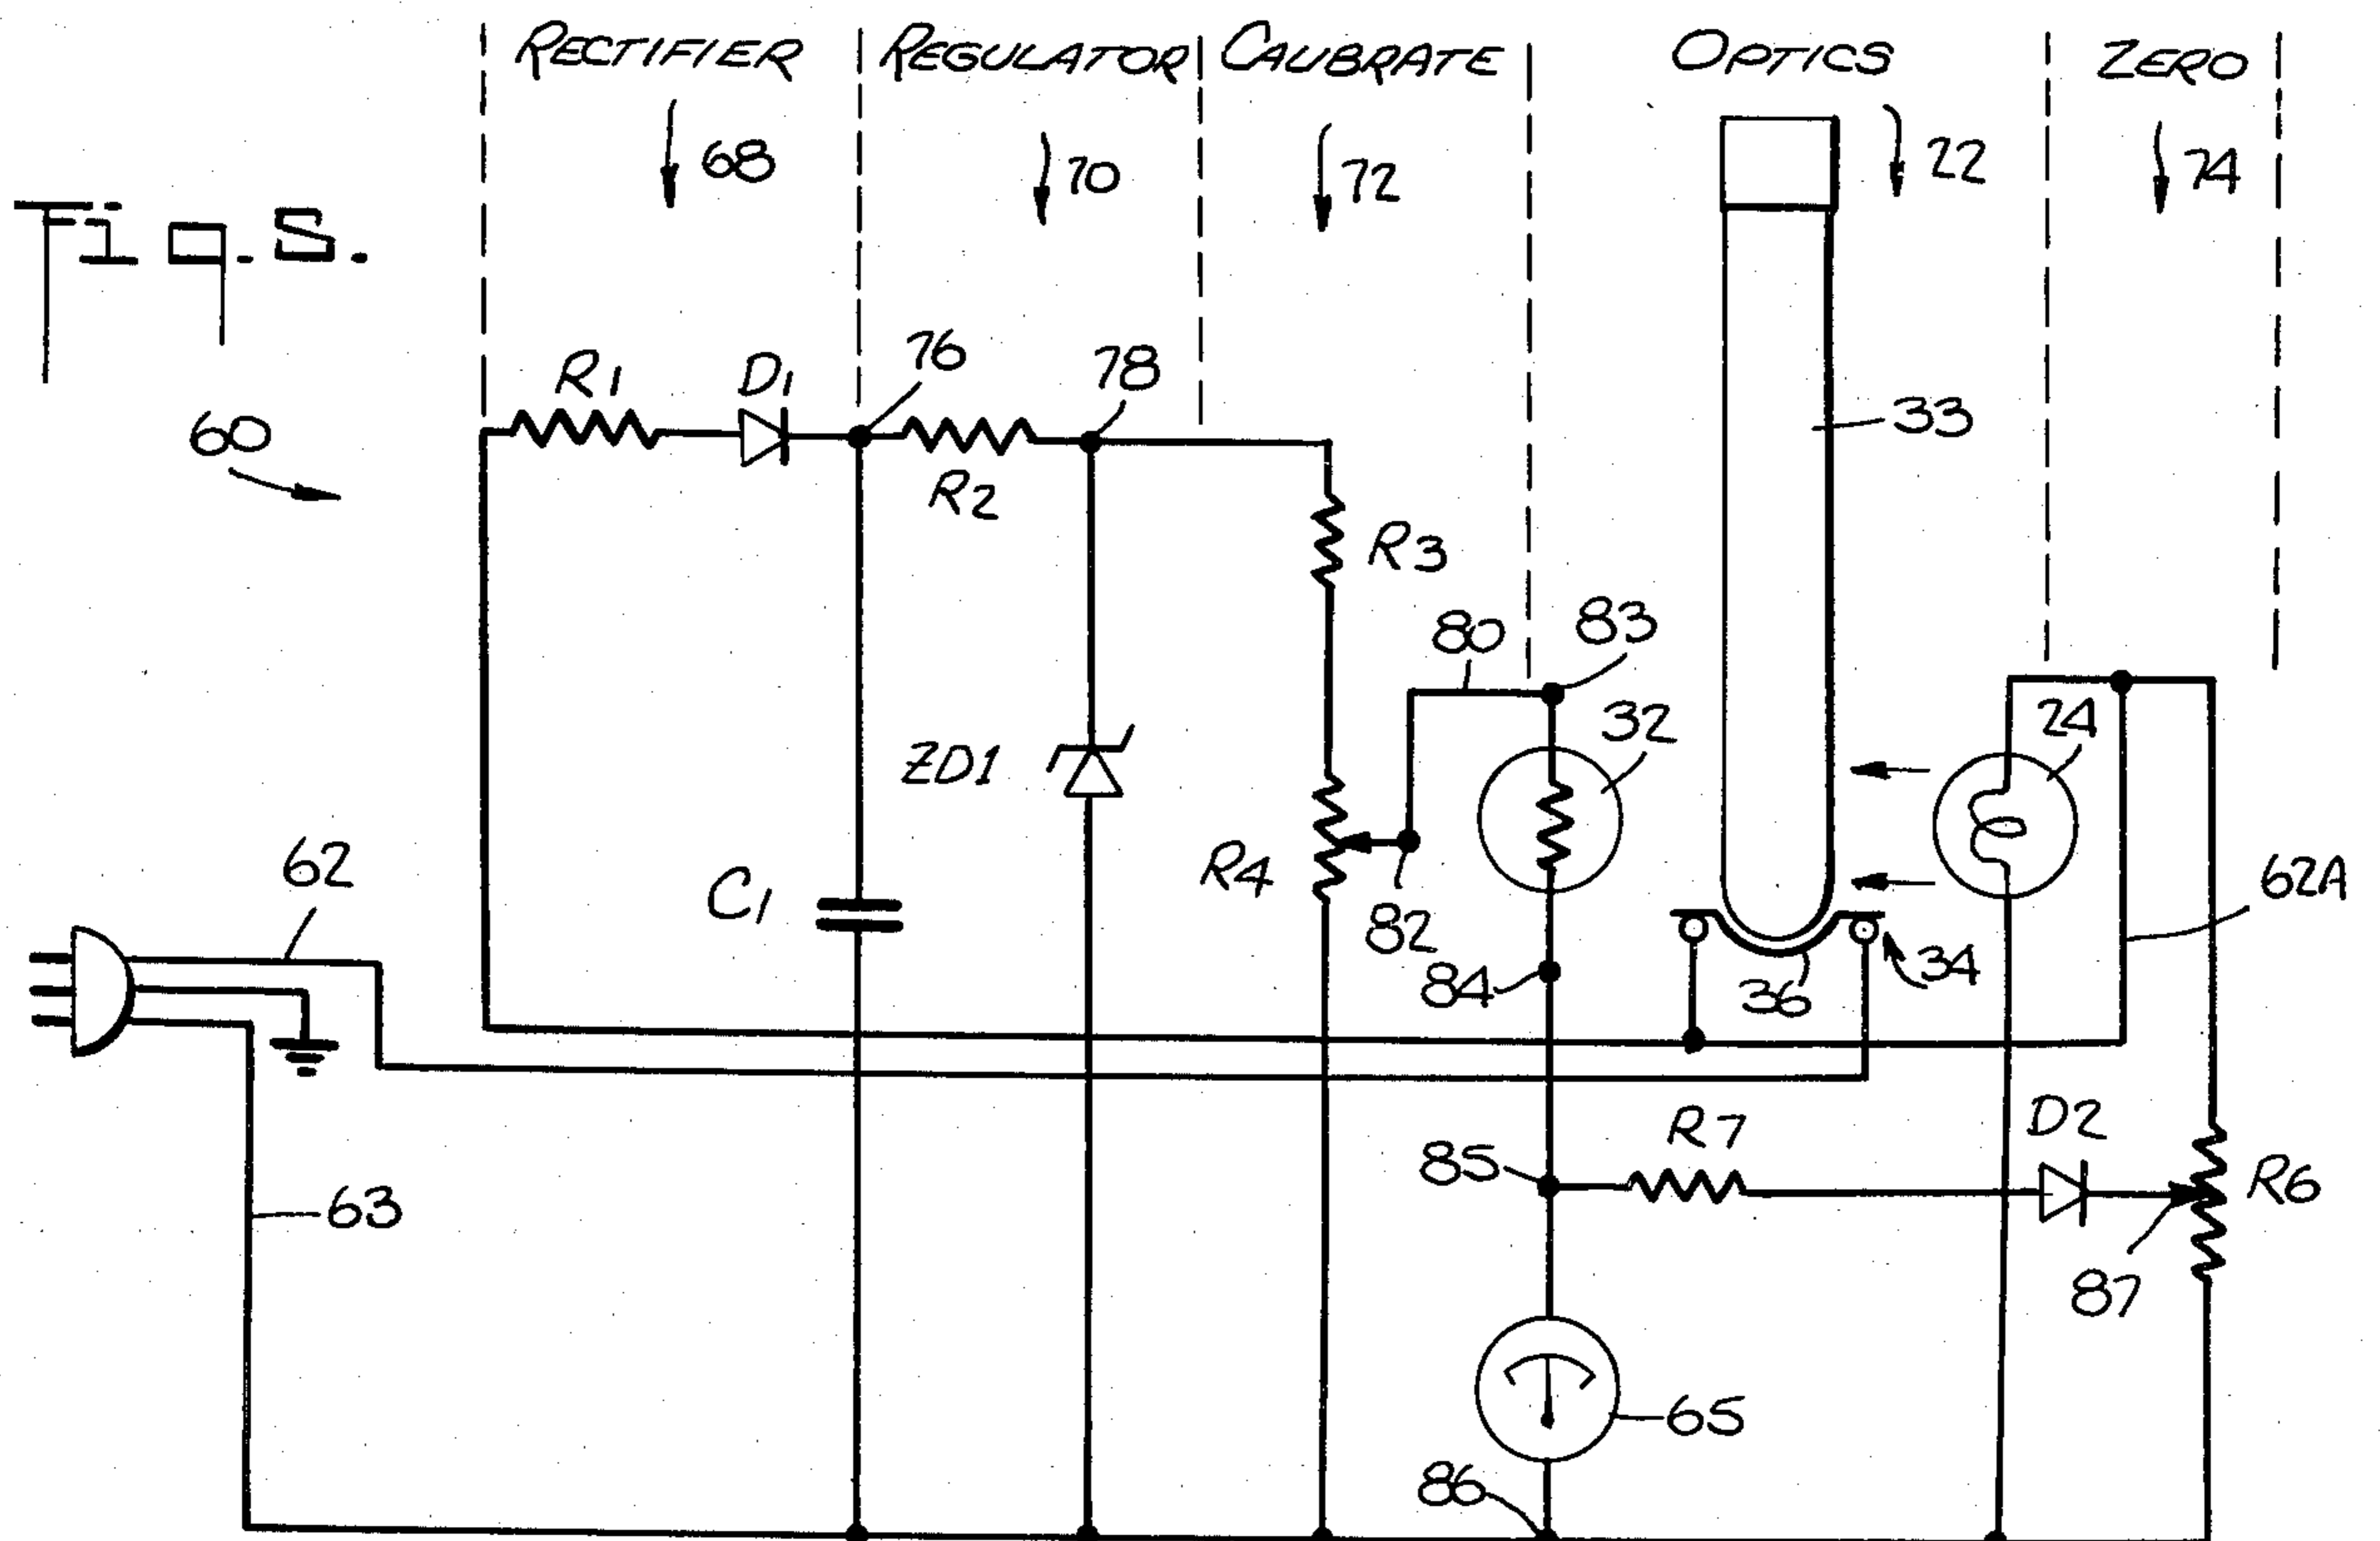 RECTIFIER REGULATOR CALIBRATE OPTICS ZERO
68 70 72 22 74
Fig. 5.
R1 D1 76 78
33
60
R2
R3
80 83
32 24
ZD1
62 C1 R4 62A
82
84 36 34
R7 D2
85 R6
63
87
65
86